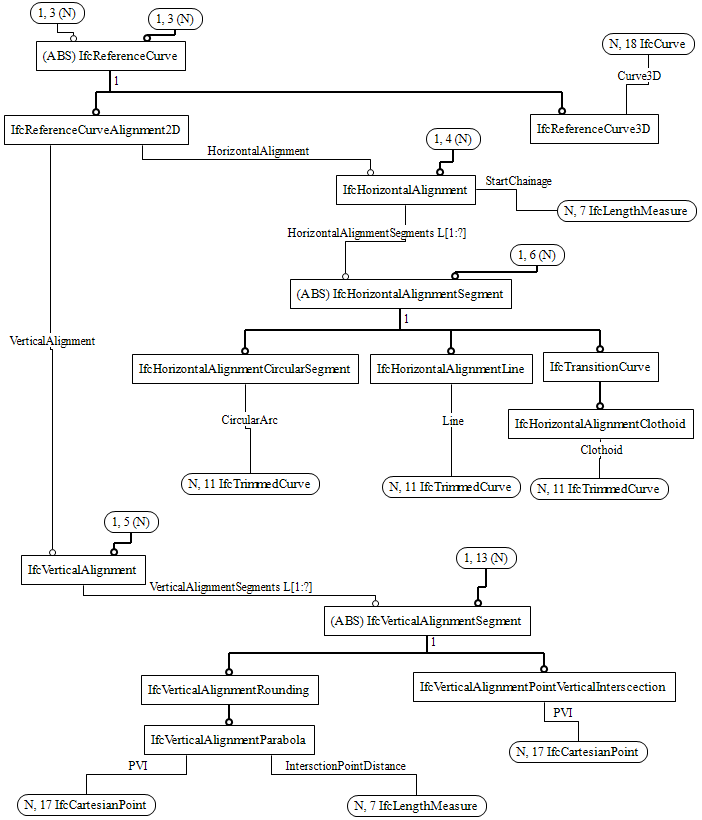 1, 3 (N)
1, 3 (N)
(ABS) IfcReferenceCurve
N, 18 IfcCurve
1
Curve3D
IfcReferenceCurveAlignment2D
IfcReferenceCurve3D
1, 4 (N)
HorizontalAlignment
IfcHorizontalAlignment
StartChainage
N, 7 IfcLengthMeasure
HorizontalAlignmentSegments L[1:?]
1, 6 (N)
(ABS) IfcHorizontalAlignmentSegment
1
VerticalAlignment
IfcHorizontalAlignmentCircularSegment
IfcHorizontalAlignmentLine
IfcTransitionCurve
CircularArc
Line
IfcHorizontalAlignmentClothoid
Clothoid
N, 11 IfcTrimmedCurve
N, 11 IfcTrimmedCurve
N, 11 IfcTrimmedCurve
1, 5 (N)
IfcVerticalAlignment
1, 13 (N)
VerticalAlignmentSegments L[1:?]
(ABS) IfcVerticalAlignmentSegment
1
IfcVerticalAlignmentRounding
IfcVerticalAlignmentPointVerticalInterscection
PVI
IfcVerticalAlignmentParabola
N, 17 IfcCartesianPoint
PVI
IntersctionPointDistance
N, 17 IfcCartesianPoint
N, 7 IfcLengthMeasure